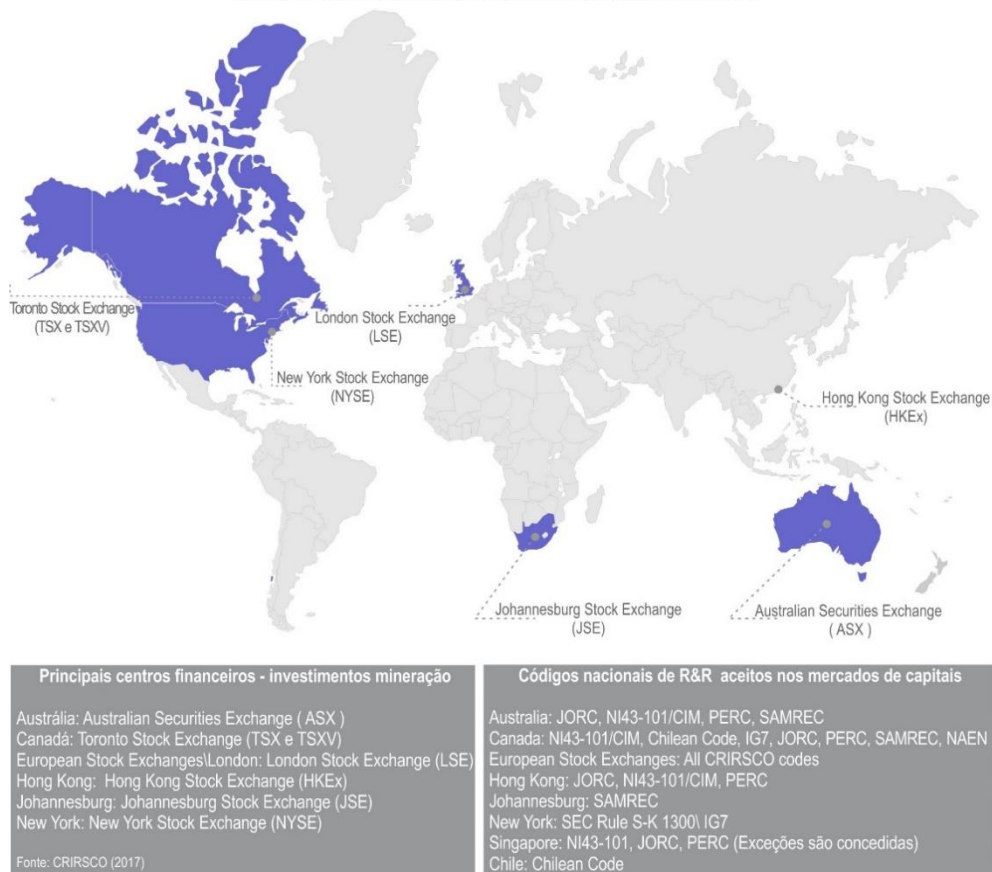 Toronto Stock Exchange
(TSX e TSXV)
London Stock Exchange
(LSE)
New York Stock Exchange
(NYSE)
Hong Kong Stock Exchange
(HKEx)
Johannesburg Stock Exchange
(JSE)
Australian Securities Exchange
( ASX )
Principais centros financeiros - investimentos mineração
Austrália: Australian Securities Exchange ( ASX )
Canadá: Toronto Stock Exchange (TSX e TSXV)
European Stock Exchanges\London: London Stock Exchange (LSE)
Hong Kong: Hong Kong Stock Exchange (HKEx)
Johannesburg: Johannesburg Stock Exchange (JSE)
New York: New York Stock Exchange (NYSE)
Fonte: CRIRSCO (2017)
Códigos nacionais de R&R aceitos nos mercados de capitais
Australia: JORC, NI43-101/CIM, PERC, SAMREC
Canada: NI43-101/CIM, Chilean Code, IG7, JORC, PERC, SAMREC, NAEN
European Stock Exchanges: All CRIRSCO codes
Hong Kong: JORC, NI43-101/CIM, PERC
Johannesburg: SAMREC
New York: SEC Rule S-K 1300\ IG7
Singapore: NI43-101, JORC, PERC (Exceções são concedidas)
Chile: Chilean Code